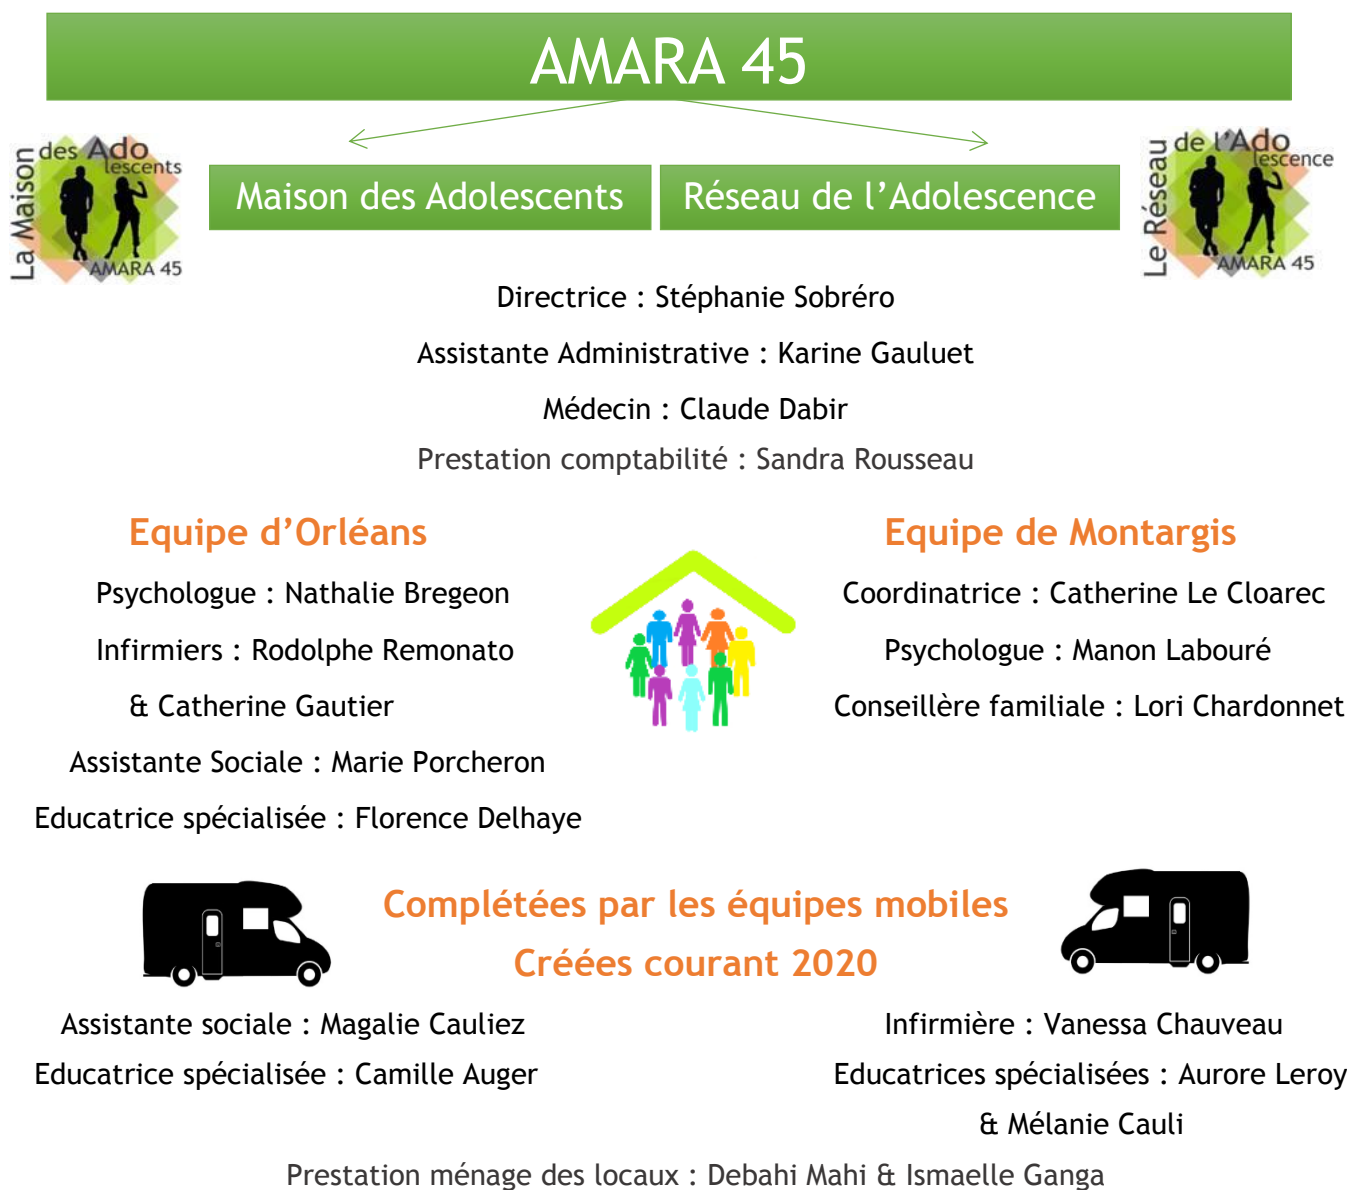 AMARA 45
La Maison
des Ado
lescents
AMARA 45
Maison des Adolescents
Réseau de l'Adolescence
Le Réseau
de l'Ado
lescence
AMARA 45
Directrice : Stéphanie Sobréro
Assistante Administrative : Karine Gauluet
Médecin : Claude Dabir
Prestation comptabilité : Sandra Rousseau
Equipe d'Orléans
Psychologue : Nathalie Bregeon
Infirmiers : Rodolphe Remonato
& Catherine Gautier
Assistante Sociale : Marie Porcheron
Educatrice spécialisée : Florence Delhaye
Equipe de Montargis
Coordinatrice : Catherine Le Cloarec
Psychologue : Manon Labouré
Conseillère familiale : Lori Chardonnet
Complétées par les équipes mobiles
Créées courant 2020
Assistante sociale : Magalie Cauliez
Educatrice spécialisée : Camille Auger
Infirmière : Vanessa Chauveau
Educatrices spécialisées : Aurore Leroy
& Mélanie Cauli
Prestation ménage des locaux : Debahi Mahi & Ismaelle Ganga